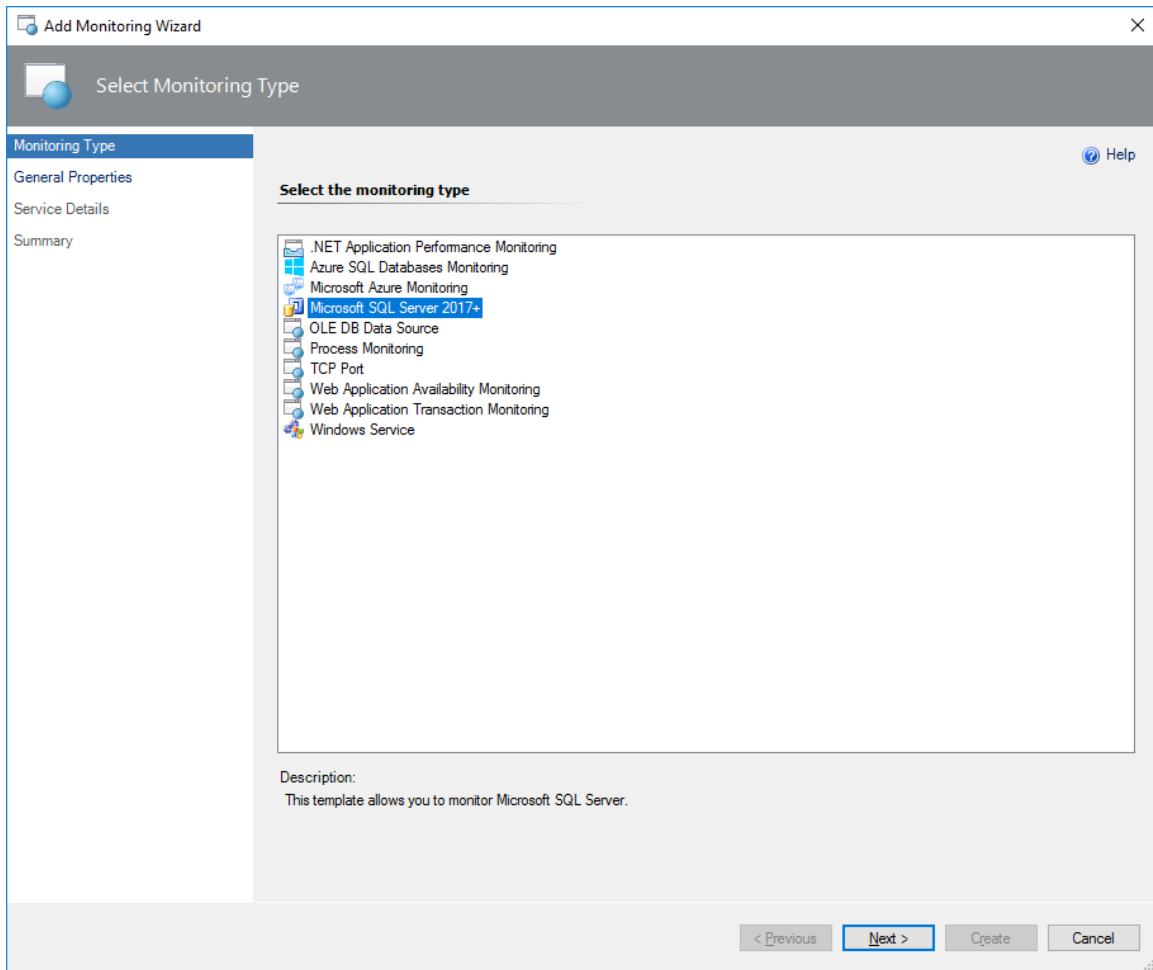 Add Monitoring Wizard
Select Monitoring Type
Monitoring Type
General Properties
Service Details
Summary
Help
Select the monitoring type
.NET Application Performance Monitoring
Azure SQL Databases Monitoring
Microsoft Azure Monitoring
Microsoft SQL Server 2017+
OLE DB Data Source
Process Monitoring
TCP Port
Web Application Availability Monitoring
Web Application Transaction Monitoring
Windows Service
Description:
This template allows you to monitor Microsoft SQL Server.
< Previous Next > Create Cancel